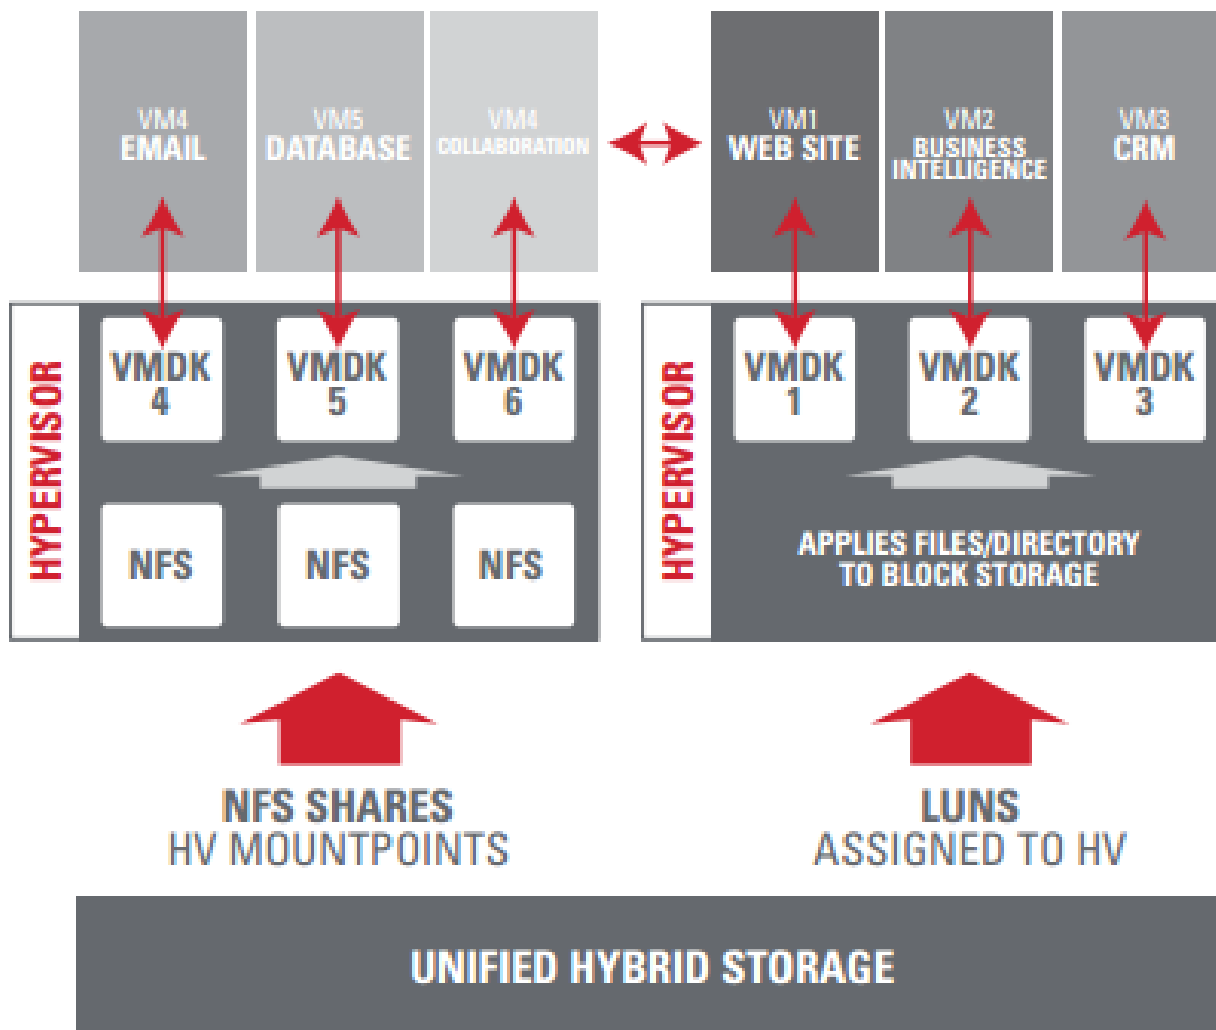 VM4
EMAIL
VM5
DATABASE
VM4
COLLABORATION
VM1
WEB SITE
VM2
BUSINESS
INTELLIGENCE
VM3
CRM
HYPERVISOR
VMDK
4
VMDK
5
VMDK
6
NFS
NFS
NFS
HYPERVISOR
VMDK
1
VMDK
2
VMDK
3
APPLIES FILES/DIRECTORY
TO BLOCK STORAGE
NFS SHARES
HV MOUNTPOINTS
LUNS
ASSIGNED TO HV
UNIFIED HYBRID STORAGE